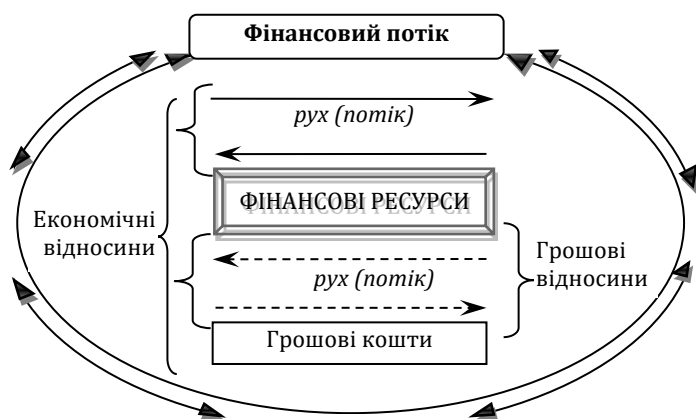 Фінансовий потік
рух (потік)
ФІНАНСОВІ РЕСУРСИ
Економічні
відносини
Грошові
відносини
рух (потік)
Грошові кошти